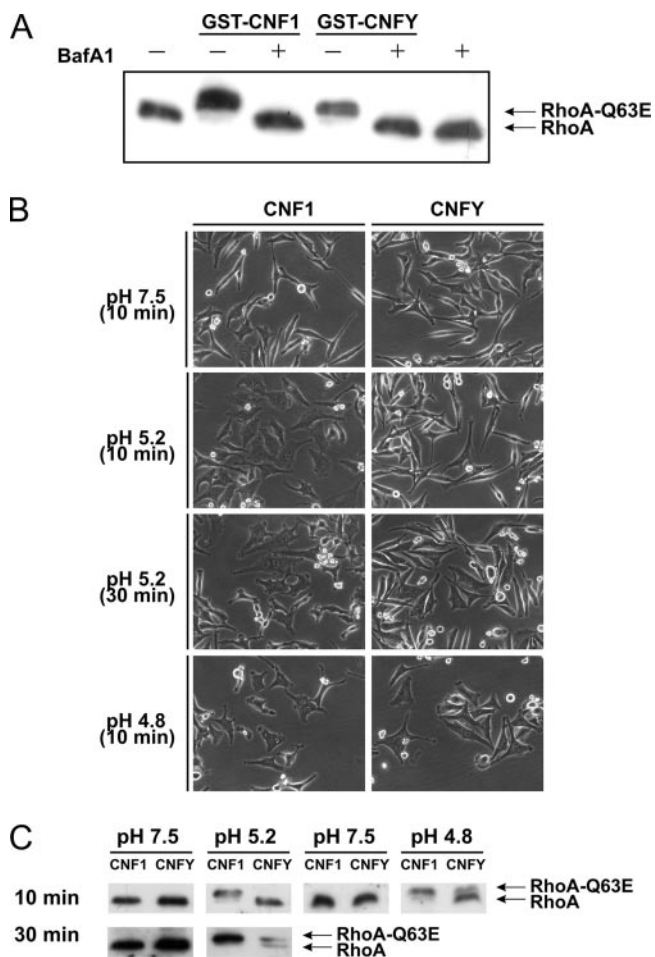 A
GST-CNF1 GST-CNFY
BafA1 − − + − + +
RhoA-Q63E
RhoA
B
CNF1 CNFY
pH 7.5
(10 min)
pH 5.2
(10 min)
pH 5.2
(30 min)
pH 4.8
(10 min)
C
pH 7.5 pH 5.2 pH 7.5 pH 4.8
CNF1 CNFY CNF1 CNFY CNF1 CNFY CNF1 CNFY
10 min
RhoA-Q63E
RhoA
30 min
RhoA-Q63E
RhoA